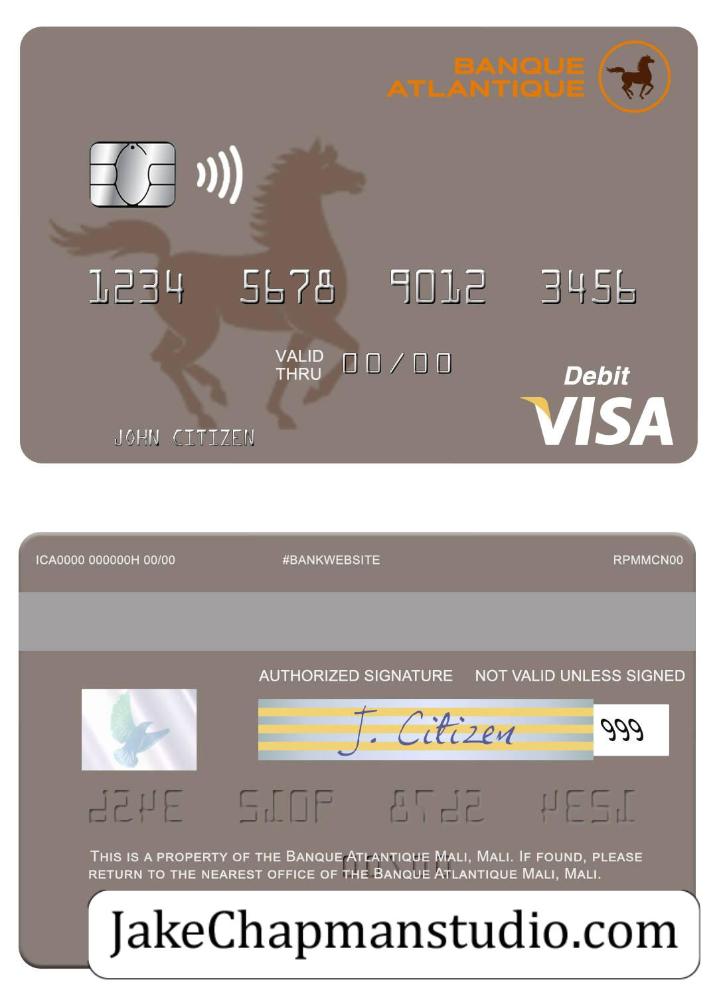 BANQUE
ATLANTIQUE
1234 5678 9012 3456
VALID
THRU 00/00
Debit
VISA
JOHN CITIZEN
ICA0000 000000H 00/00 #BANKWEBSITE RPMMCN00
AUTHORIZED SIGNATURE NOT VALID UNLESS SIGNED
J. Citizen 999
THIS IS A PROPERTY OF THE BANQUE ATLANTIQUE MALI, MALI. IF FOUND, PLEASE
RETURN TO THE NEAREST OFFICE OF THE BANQUE ATLANTIQUE MALI, MALI.
JakeChapmanstudio.com